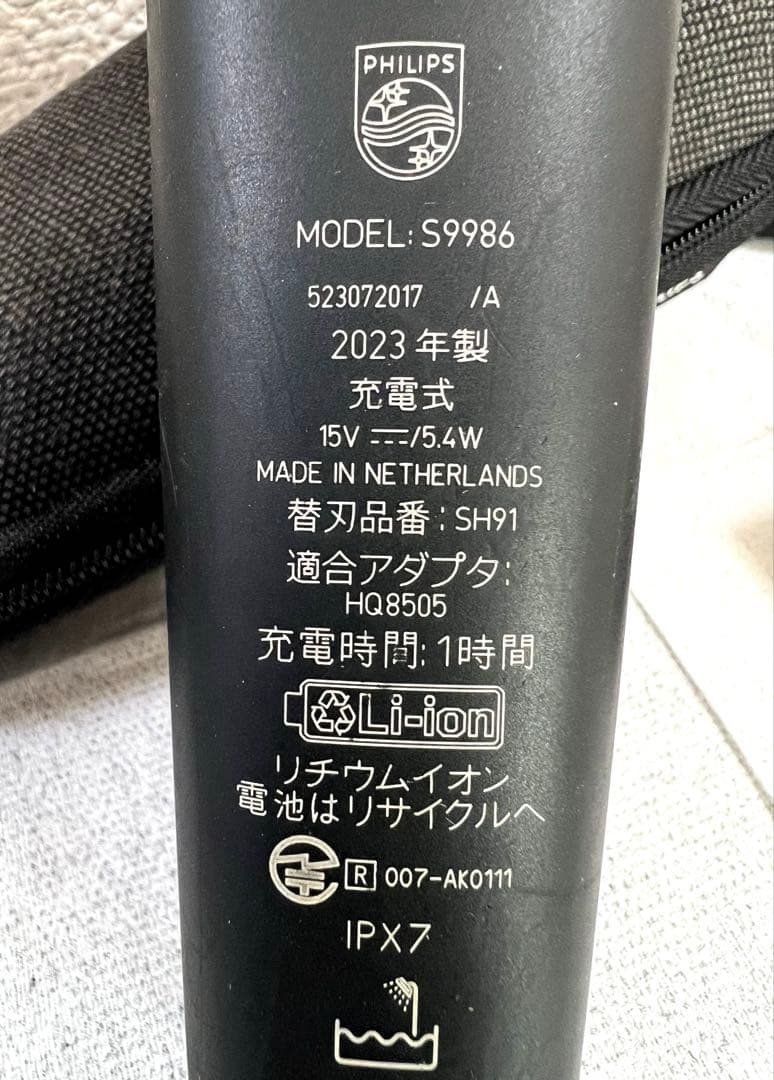 PHILIPS
MODEL: S9986
523072017 /A
2023 年製
充電式
15V ⎓/5.4W
MADE IN NETHERLANDS
替刃品番: SH91
適合アダプタ:
HQ8505
充電時間: 1時間
Li-ion
リチウムイオン
電池はリサイクルへ
R 007-AK0111
IPX7